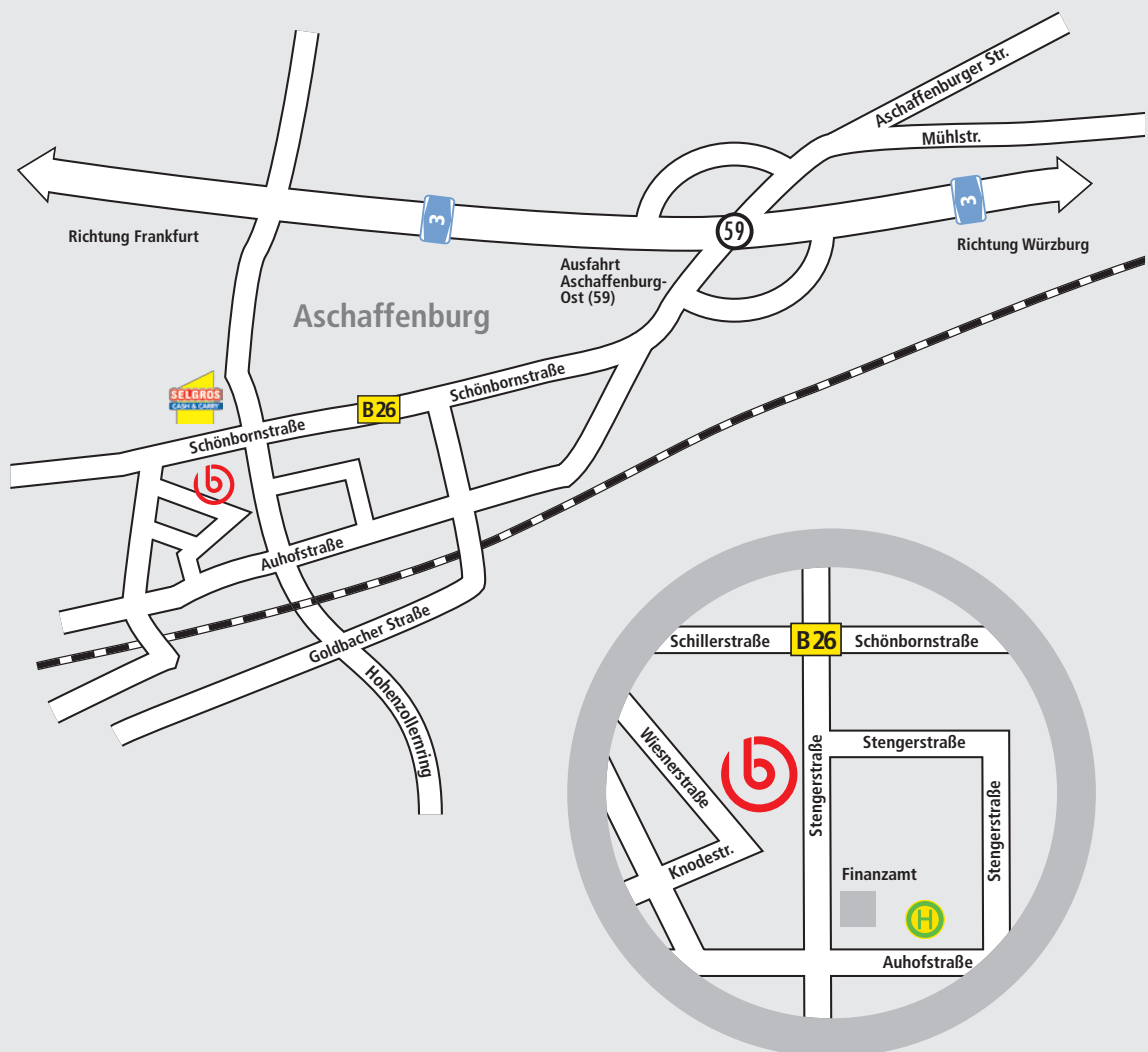 Aschaffenburger Str.
Mühlstr.
3
3
59
Richtung Frankfurt
Richtung Würzburg
Ausfahrt
Aschaffenburg-
Ost (59)
Aschaffenburg
SELGROS
CASH & CARRY
Schönbornstraße
B26
Schönbornstraße
b
Auhofstraße
Goldbacher Straße
Hohenzollernring
Schillerstraße
B26
Schönbornstraße
Wiesnerstraße
b
Stengerstraße
Stengerstraße
Stengerstraße
Knodestr.
Finanzamt
H
Auhofstraße